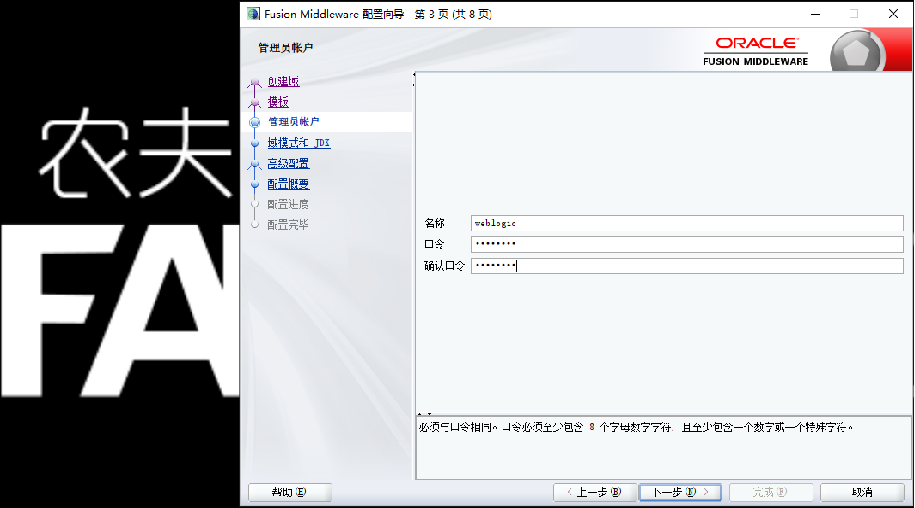 Fusion Middleware 配置向导 - 第 3 页 (共 8 页)
管理员帐户
ORACLE
FUSION MIDDLEWARE
创建域
模板
管理员帐户
域模式和 JDK
高级配置
配置概要
配置进度
配置完毕
农夫
FA
名称 weblogic
口令 ••••••••
确认口令 ••••••••
必须与口令相同。口令必须至少包含 8 个字母数字字符, 且至少包含一个数字或一个特殊字符。
帮助(H) < 上一步(B) 下一步(N) > 完成(F) 取消